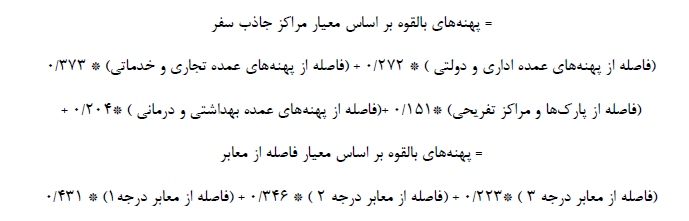 = پهنه‌های بالقوه بر اساس معیار مراکز جاذب سفر
(فاصله از پهنه‌های عمده اداری و دولتی ) * ۰/۲۷۲ + (فاصله از پهنه‌های عمده تجاری و خدماتی) * ۰/۳۷۳
(فاصله از پارک‌ها و مراکز تفریحی) *۰/۱۵۱ +(فاصله از پهنه‌های عمده بهداشتی و درمانی ) *۰/۲۰۴ +
= پهنه‌های بالقوه بر اساس معیار فاصله از معابر
(فاصله از معابر درجه ۳ ) *۰/۲۲۳ + (فاصله از معابر درجه ۲ ) * ۰/۳۴۶ + (فاصله از معابر درجه۱) * ۰/۴۳۱